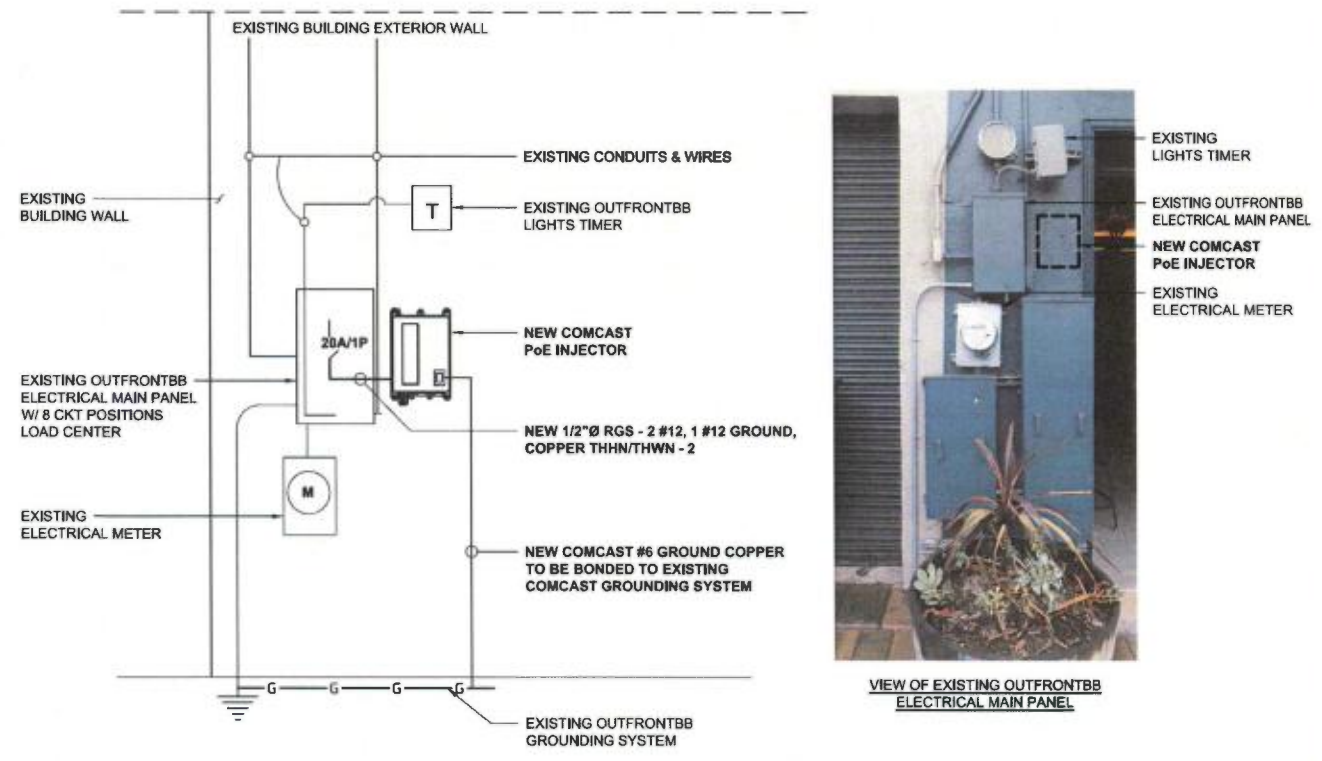 EXISTING BUILDING EXTERIOR WALL
EXISTING CONDUITS & WIRES
EXISTING
BUILDING WALL
T
EXISTING OUTFRONTBB
LIGHTS TIMER
20A/1P
NEW COMCAST
PoE INJECTOR
EXISTING OUTFRONTBB
ELECTRICAL MAIN PANEL
W/ 8 CKT POSITIONS
LOAD CENTER
NEW 1/2"Ø RGS - 2 #12, 1 #12 GROUND,
COPPER THHN/THWN - 2
M
EXISTING
ELECTRICAL METER
NEW COMCAST #6 GROUND COPPER
TO BE BONDED TO EXISTING
COMCAST GROUNDING SYSTEM
G G G G
EXISTING OUTFRONTBB
GROUNDING SYSTEM
EXISTING
LIGHTS TIMER
EXISTING OUTFRONTBB
ELECTRICAL MAIN PANEL
NEW COMCAST
PoE INJECTOR
EXISTING
ELECTRICAL METER
VIEW OF EXISTING OUTFRONTBB
ELECTRICAL MAIN PANEL